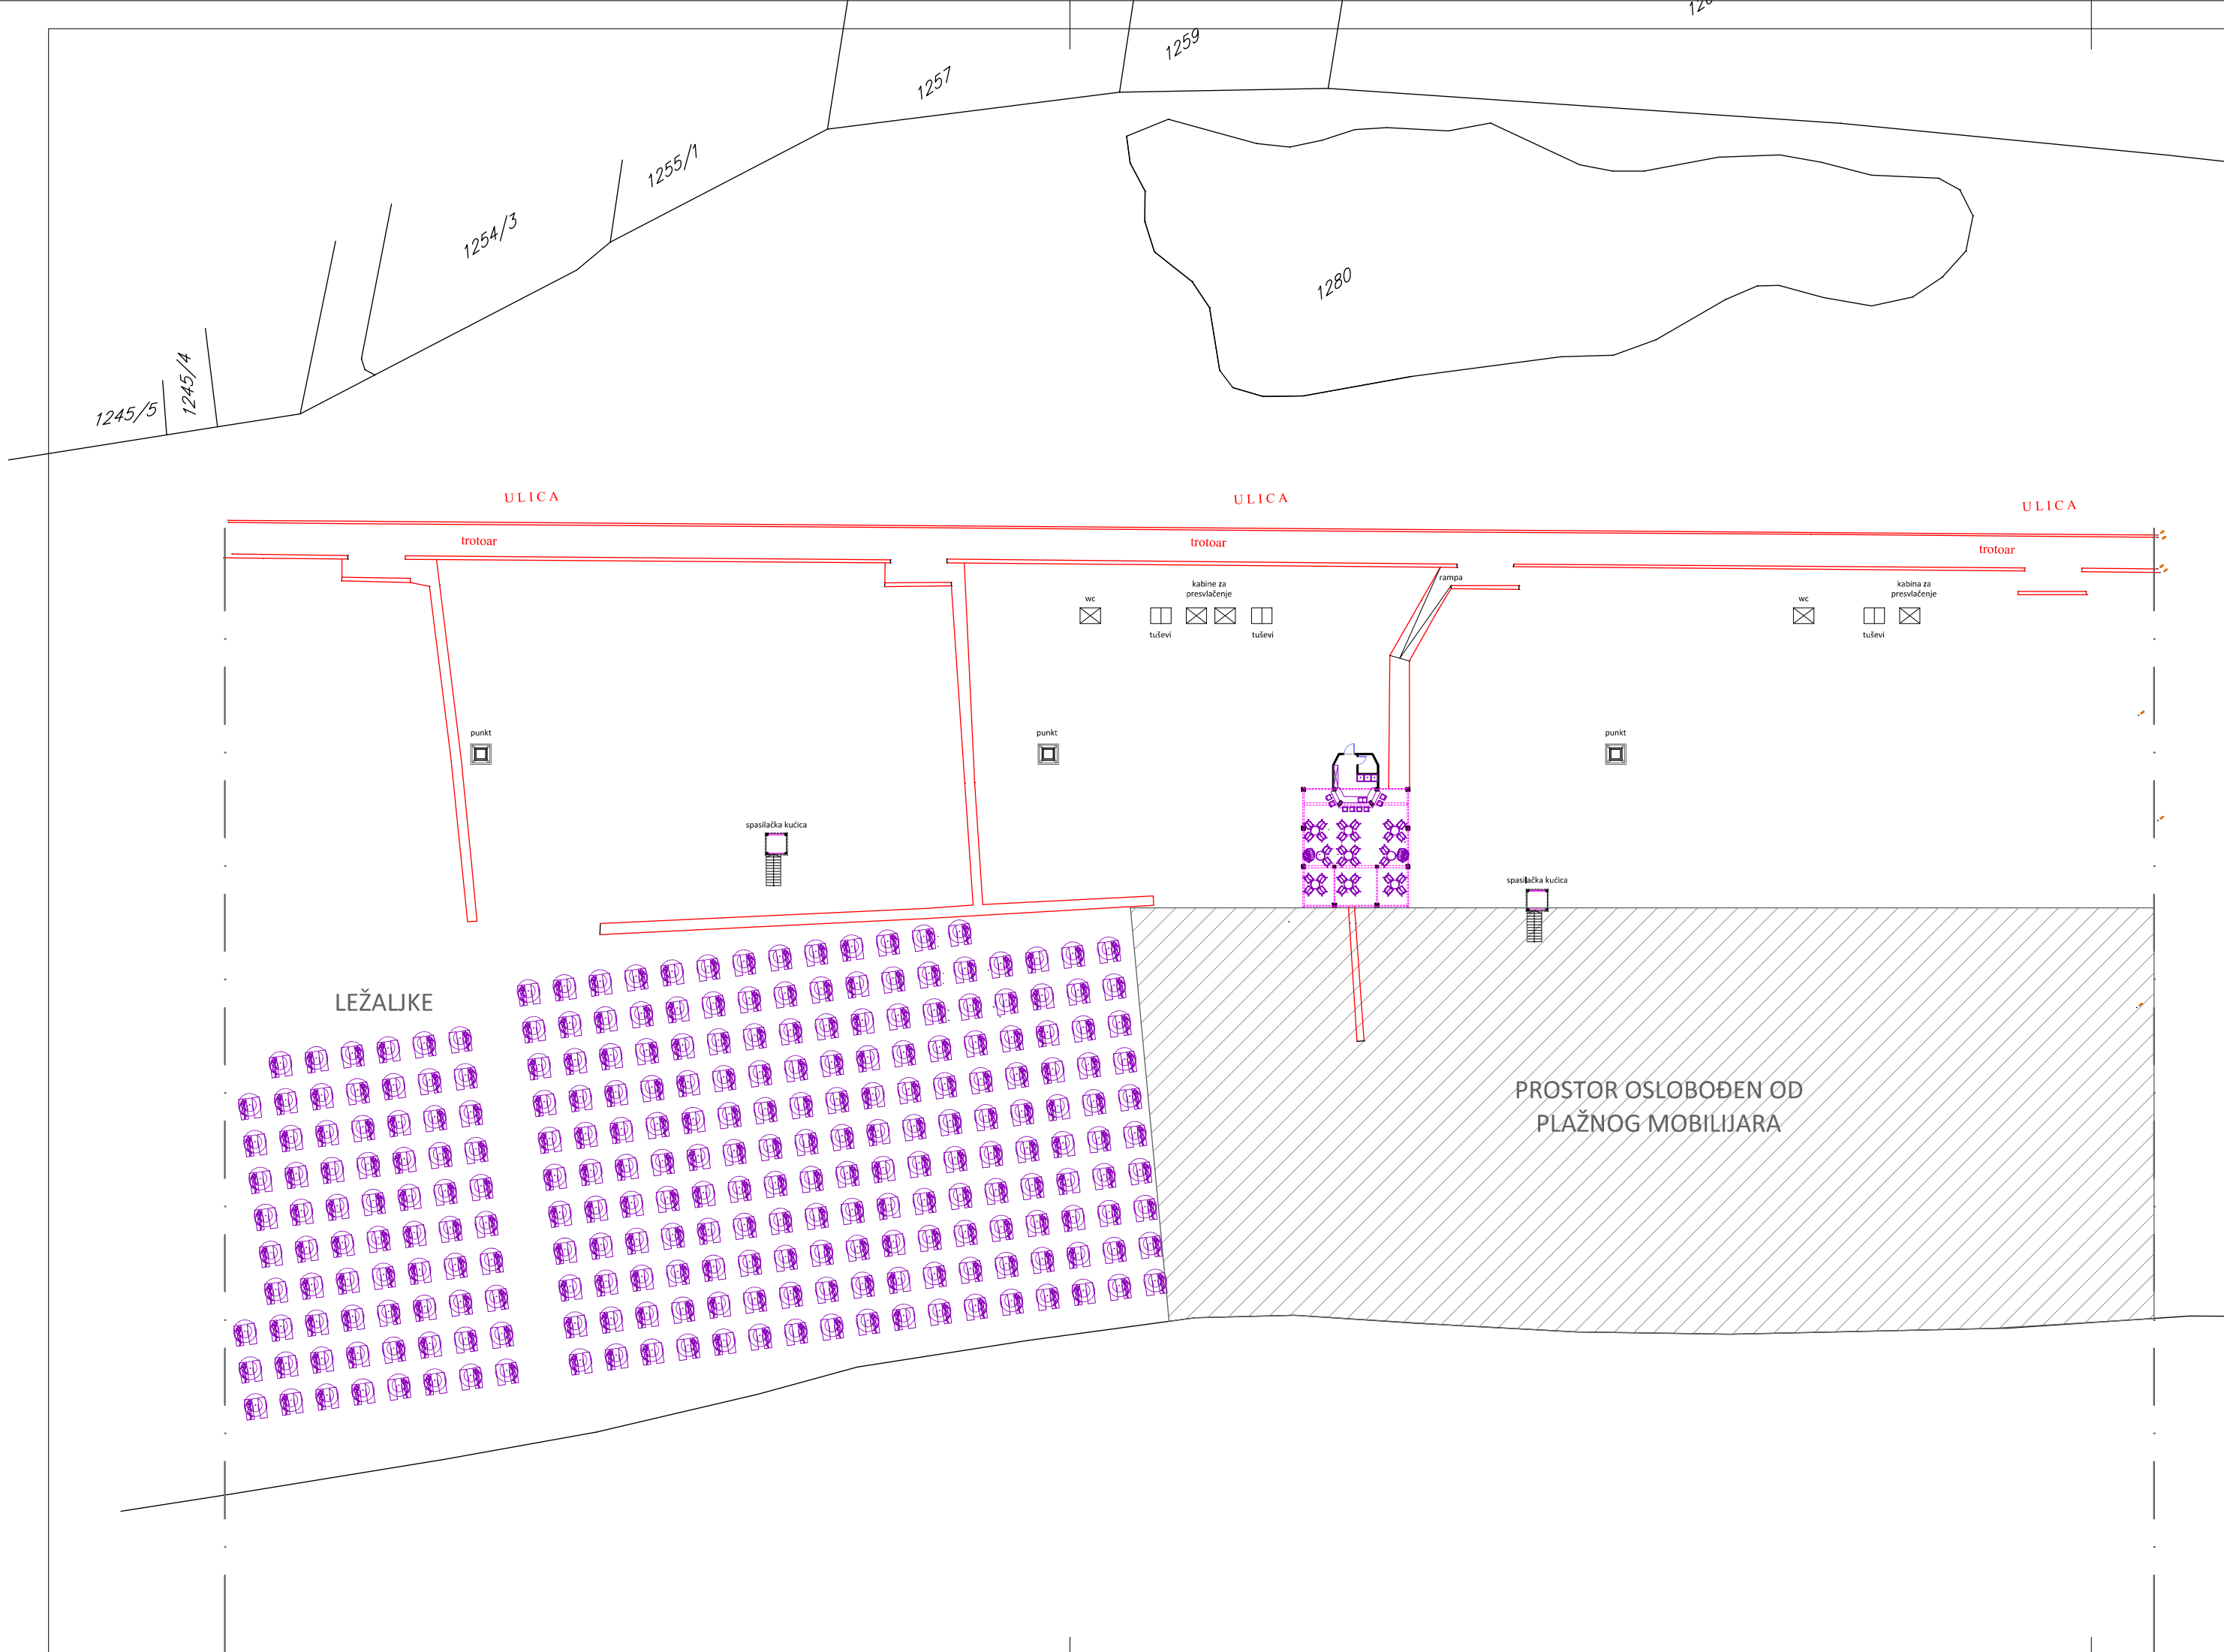 1257
1259
1255/1
1254/3
1280
1245/5
1245/4
ULICA
ULICA
ULICA
trotoar
trotoar
trotoar
rampa
wc
kabine za
presvlačenje
tuševi
tuševi
wc
kabina za
presvlačenje
tuševi
punkt
punkt
punkt
spasilačka kućica
spasilačka kućica
LEŽALJKE
PROSTOR OSLOBOĐEN OD
PLAŽNOG MOBILIJARA